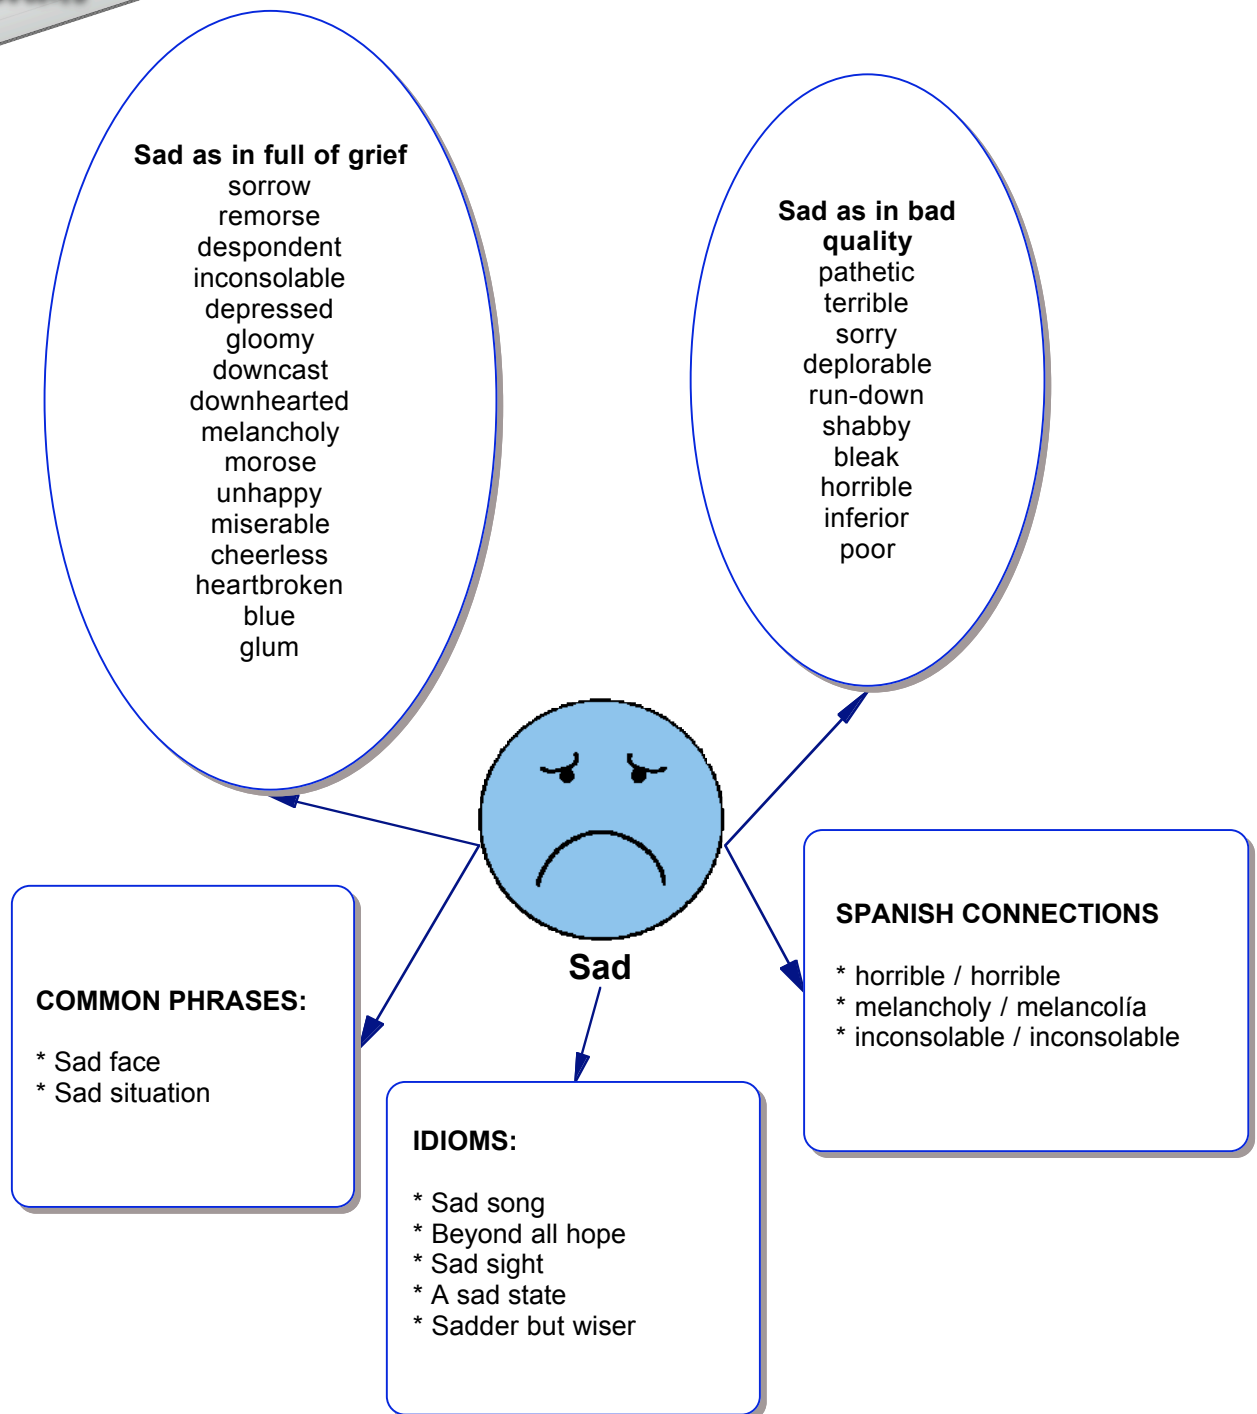 Sad as in full of grief
sorrow
remorse
despondent
inconsolable
depressed
gloomy
downcast
downhearted
melancholy
morose
unhappy
miserable
cheerless
heartbroken
blue
glum
Sad as in bad
quality
pathetic
terrible
sorry
deplorable
run-down
shabby
bleak
horrible
inferior
poor
Sad
COMMON PHRASES:
* Sad face
* Sad situation
IDIOMS:
* Sad song
* Beyond all hope
* Sad sight
* A sad state
* Sadder but wiser
SPANISH CONNECTIONS
* horrible / horrible
* melancholy / melancolía
* inconsolable / inconsolable